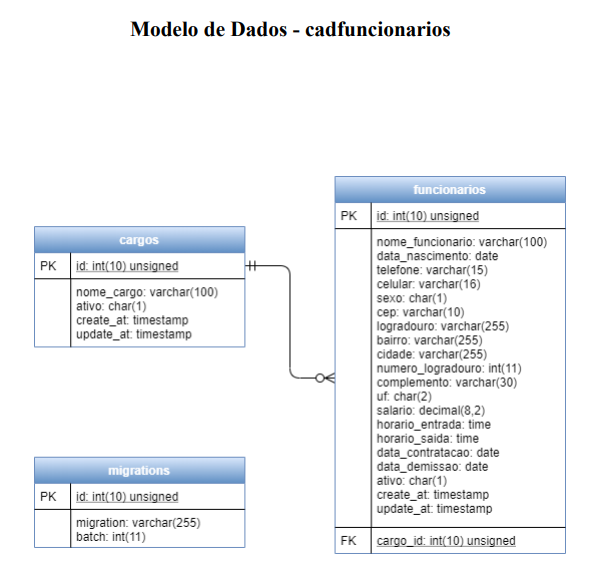 Modelo de Dados - cadfuncionarios
cargos
PK id: int(10) unsigned
nome_cargo: varchar(100)
ativo: char(1)
create_at: timestamp
update_at: timestamp
migrations
PK id: int(10) unsigned
migration: varchar(255)
batch: int(11)
funcionarios
PK id: int(10) unsigned
nome_funcionario: varchar(100)
data_nascimento: date
telefone: varchar(15)
celular: varchar(16)
sexo: char(1)
cep: varchar(10)
logradouro: varchar(255)
bairro: varchar(255)
cidade: varchar(255)
numero_logradouro: int(11)
complemento: varchar(30)
uf: char(2)
salario: decimal(8,2)
horario_entrada: time
horario_saida: time
data_contratacao: date
data_demissao: date
ativo: char(1)
create_at: timestamp
update_at: timestamp
FK cargo_id: int(10) unsigned